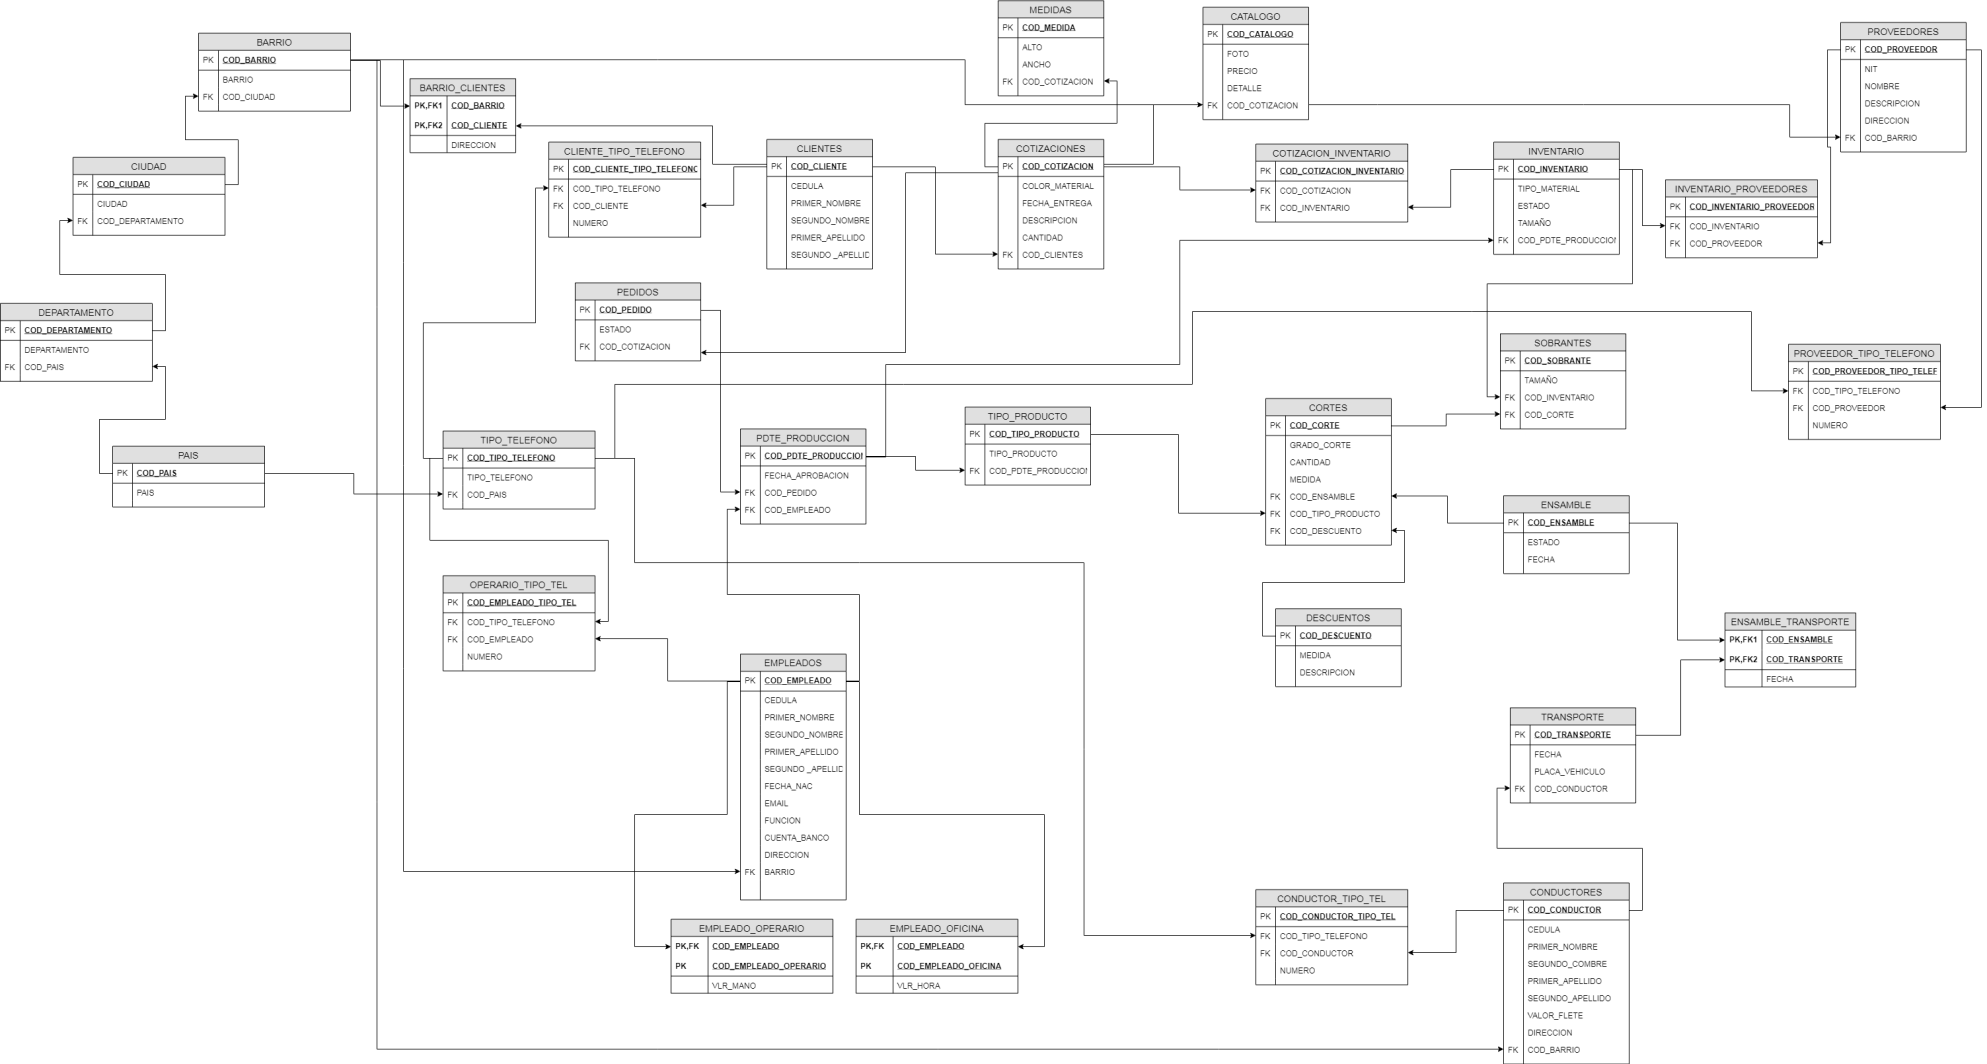 MEDIDAS
PK COD_MEDIDA
ALTO
ANCHO
FK COD_COTIZACION
CATALOGO
PK COD_CATALOGO
FOTO
PRECIO
DETALLE
FK COD_COTIZACION
PROVEEDORES
PK COD_PROVEEDOR
NIT
NOMBRE
DESCRIPCION
DIRECCION
FK COD_BARRIO
BARRIO
PK COD_BARRIO
BARRIO
FK COD_CIUDAD
BARRIO_CLIENTES
PK,FK1 COD_BARRIO
PK,FK2 COD_CLIENTE
DIRECCION
CIUDAD
PK COD_CIUDAD
CIUDAD
FK COD_DEPARTAMENTO
CLIENTE_TIPO_TELEFONO
PK COD_CLIENTE_TIPO_TELEFONO
FK COD_TIPO_TELEFONO
FK COD_CLIENTE
NUMERO
CLIENTES
PK COD_CLIENTE
CEDULA
PRIMER_NOMBRE
SEGUNDO_NOMBRE
PRIMER_APELLIDO
SEGUNDO _APELLID
COTIZACIONES
PK COD_COTIZACION
COLOR_MATERIAL
FECHA_ENTREGA
DESCRIPCION
CANTIDAD
FK COD_CLIENTES
COTIZACION_INVENTARIO
PK COD_COTIZACION_INVENTARIO
FK COD_COTIZACION
FK COD_INVENTARIO
INVENTARIO
PK COD_INVENTARIO
TIPO_MATERIAL
ESTADO
TAMAÑO
FK COD_PDTE_PRODUCCION
INVENTARIO_PROVEEDORES
PK COD_INVENTARIO_PROVEEDOR
FK COD_INVENTARIO
FK COD_PROVEEDOR
PEDIDOS
PK COD_PEDIDO
ESTADO
FK COD_COTIZACION
DEPARTAMENTO
PK COD_DEPARTAMENTO
DEPARTAMENTO
FK COD_PAIS
SOBRANTES
PK COD_SOBRANTE
TAMAÑO
FK COD_INVENTARIO
FK COD_CORTE
PROVEEDOR_TIPO_TELEFONO
PK COD_PROVEEDOR_TIPO_TELEF
FK COD_TIPO_TELEFONO
FK COD_PROVEEDOR
NUMERO
PAIS
PK COD_PAIS
PAIS
TIPO_TELEFONO
PK COD_TIPO_TELEFONO
TIPO_TELEFONO
FK COD_PAIS
PDTE_PRODUCCION
PK COD_PDTE_PRODUCCION
FECHA_APROBACION
FK COD_PEDIDO
FK COD_EMPLEADO
TIPO_PRODUCTO
PK COD_TIPO_PRODUCTO
TIPO_PRODUCTO
FK COD_PDTE_PRODUCCION
CORTES
PK COD_CORTE
GRADO_CORTE
CANTIDAD
MEDIDA
FK COD_ENSAMBLE
FK COD_TIPO_PRODUCTO
FK COD_DESCUENTO
ENSAMBLE
PK COD_ENSAMBLE
ESTADO
FECHA
OPERARIO_TIPO_TEL
PK COD_EMPLEADO_TIPO_TEL
FK COD_TIPO_TELEFONO
FK COD_EMPLEADO
NUMERO
DESCUENTOS
PK COD_DESCUENTO
MEDIDA
DESCRIPCION
ENSAMBLE_TRANSPORTE
PK,FK1 COD_ENSAMBLE
PK,FK2 COD_TRANSPORTE
FECHA
EMPLEADOS
PK COD_EMPLEADO
CEDULA
PRIMER_NOMBRE
SEGUNDO_NOMBRE
PRIMER_APELLIDO
SEGUNDO _APELLID
FECHA_NAC
EMAIL
FUNCION
CUENTA_BANCO
DIRECCION
FK BARRIO
TRANSPORTE
PK COD_TRANSPORTE
FECHA
PLACA_VEHICULO
FK COD_CONDUCTOR
EMPLEADO_OPERARIO
PK,FK COD_EMPLEADO
PK COD_EMPLEADO_OPERARIO
VLR_MANO
EMPLEADO_OFICINA
PK,FK COD_EMPLEADO
PK COD_EMPLEADO_OFICINA
VLR_HORA
CONDUCTOR_TIPO_TEL
PK COD_CONDUCTOR_TIPO_TEL
FK COD_TIPO_TELEFONO
FK COD_CONDUCTOR
NUMERO
CONDUCTORES
PK COD_CONDUCTOR
CEDULA
PRIMER_NOMBRE
SEGUNDO_COMBRE
PRIMER_APELLIDO
SEGUNDO_APELLIDO
VALOR_FLETE
DIRECCION
FK COD_BARRIO